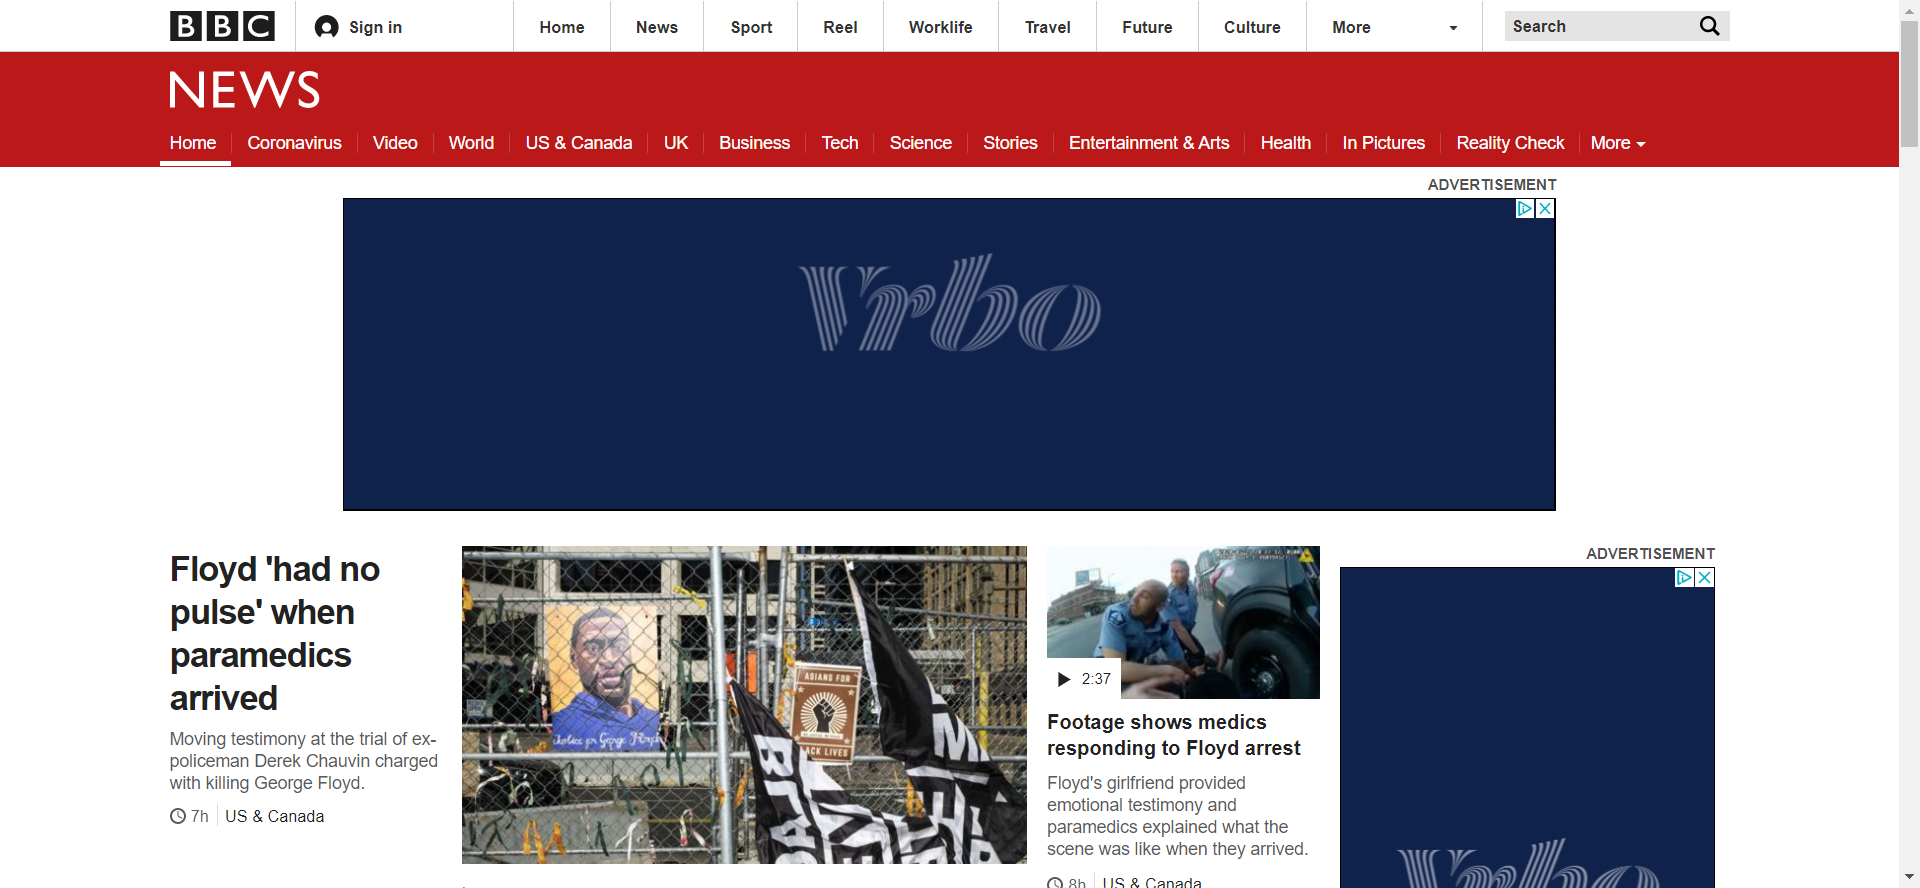 BBC
Sign in
Home
News
Sport
Reel
Worklife
Travel
Future
Culture
More
Search
NEWS
Home
Coronavirus
Video
World
US & Canada
UK
Business
Tech
Science
Stories
Entertainment & Arts
Health
In Pictures
Reality Check
More
ADVERTISEMENT
Vrbo
Floyd 'had no
pulse' when
paramedics
arrived
Moving testimony at the trial of ex-
policeman Derek Chauvin charged
with killing George Floyd.
7h
US & Canada
Justice for George Floyd
ASIANS FOR
ACK LIVES
2:37
Footage shows medics
responding to Floyd arrest
Floyd's girlfriend provided
emotional testimony and
paramedics explained what the
scene was like when they arrived.
8h
US & Canada
ADVERTISEMENT
Vrbo